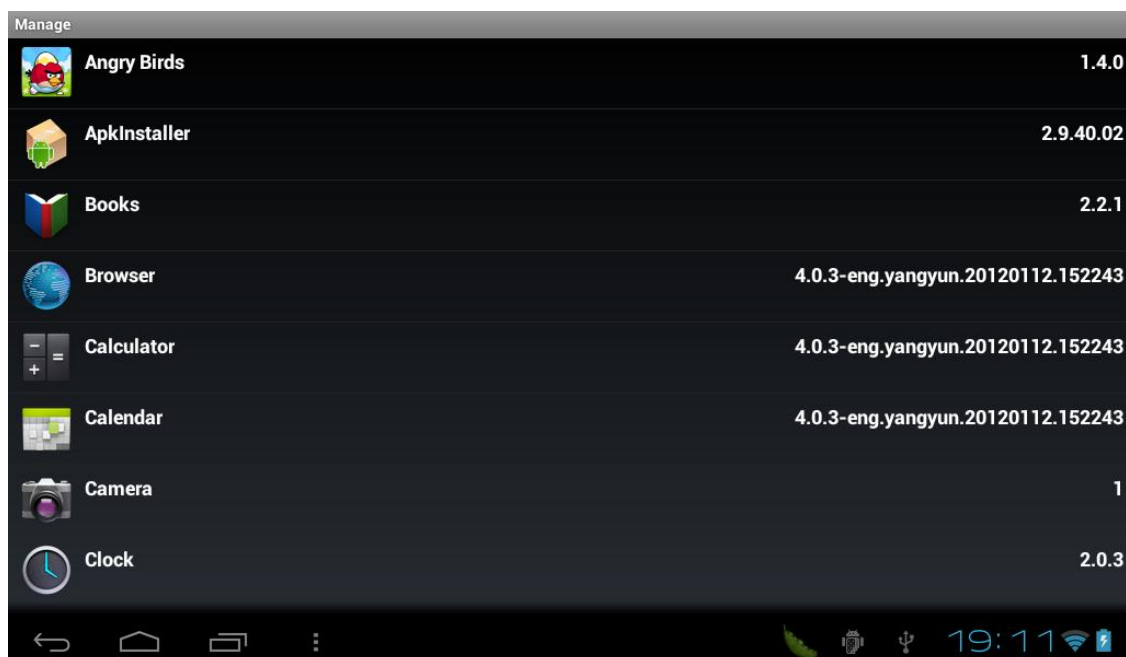 Manage
Angry Birds 1.4.0
ApkInstaller 2.9.40.02
Books 2.2.1
Browser 4.0.3-eng.yangyun.20120112.152243
Calculator 4.0.3-eng.yangyun.20120112.152243
Calendar 4.0.3-eng.yangyun.20120112.152243
Camera 1
Clock 2.0.3
19:11